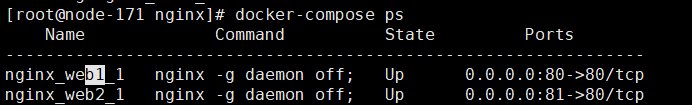 [root@node-171 nginx]# docker-compose ps
Name Command State Ports
-----------------------------------------------------------------
nginx_web1_1 nginx -g daemon off; Up 0.0.0.0:80->80/tcp
nginx_web2_1 nginx -g daemon off; Up 0.0.0.0:81->80/tcp